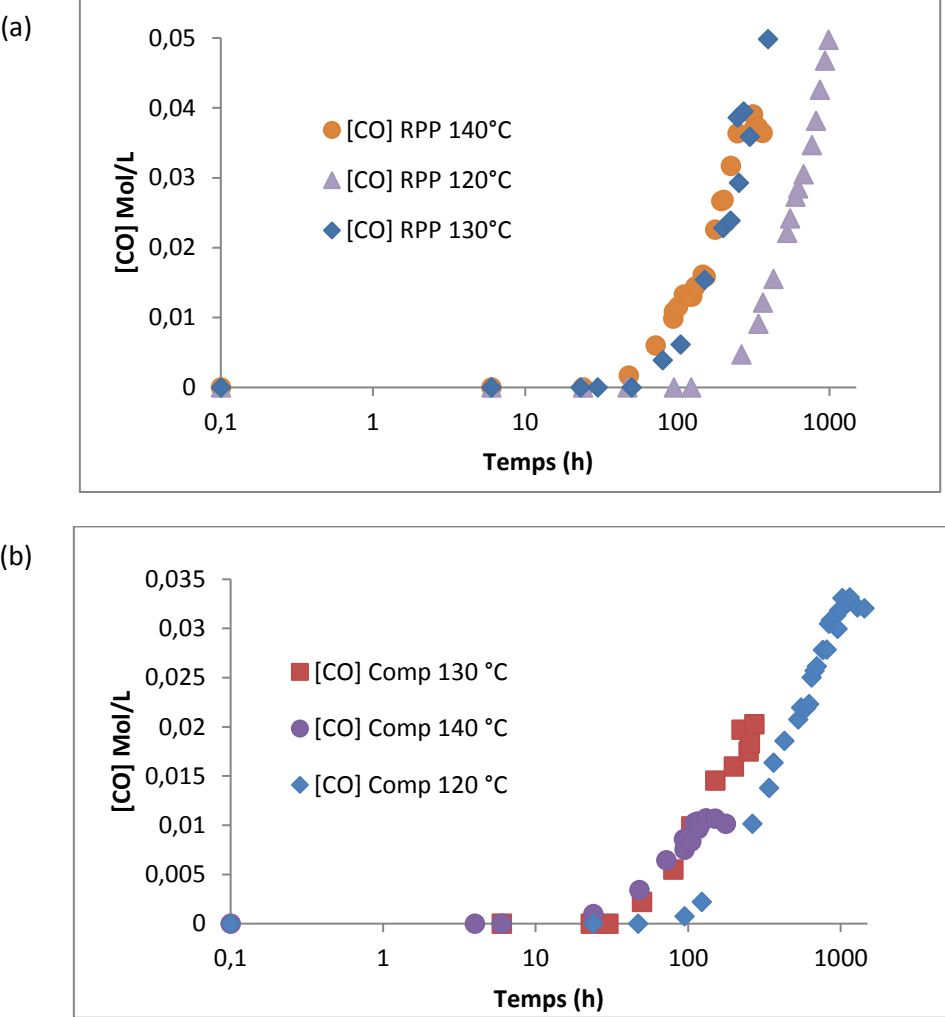 (a)
[CO] Mol/L
0,05
0,04
0,03
0,02
0,01
0
[CO] RPP 140°C
[CO] RPP 120°C
[CO] RPP 130°C
0,1 1 10 100 1000
Temps (h)
(b)
[CO] Mol/L
0,035
0,03
0,025
0,02
0,015
0,01
0,005
0
[CO] Comp 130 °C
[CO] Comp 140 °C
[CO] Comp 120 °C
0,1 1 10 100 1000
Temps (h)